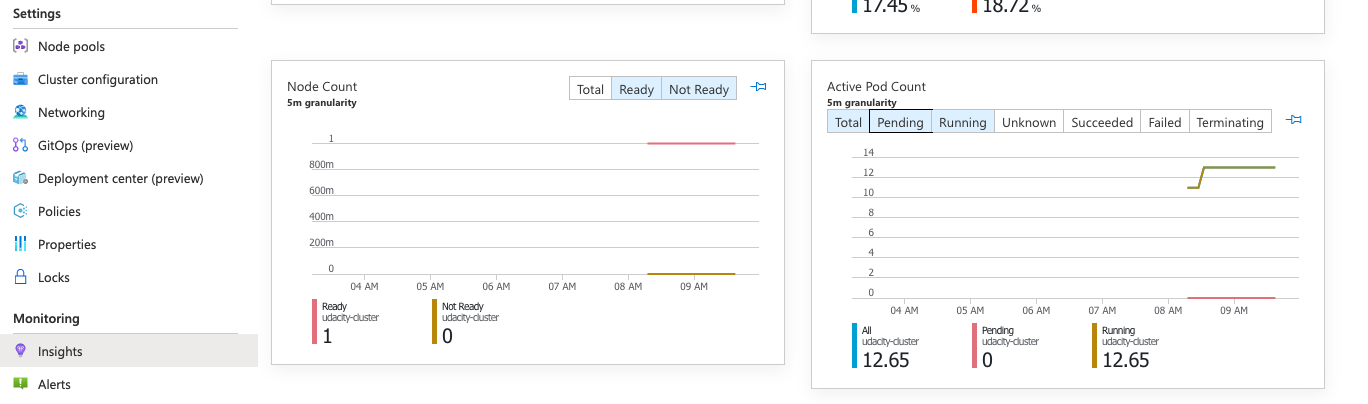 Settings
Node pools
Cluster configuration
Networking
GitOps (preview)
Deployment center (preview)
Policies
Properties
Locks
Monitoring
Insights
Alerts
17.45 % 18.72 %
Node Count
5m granularity
Total Ready Not Ready
1
800m
600m
400m
200m
0
04 AM 05 AM 06 AM 07 AM 08 AM 09 AM
Ready Not Ready
udacity-cluster udacity-cluster
1 0
Active Pod Count
5m granularity
Total Pending Running Unknown Succeeded Failed Terminating
14
12
10
8
6
4
2
0
04 AM 05 AM 06 AM 07 AM 08 AM 09 AM
All Pending Running
udacity-cluster udacity-cluster udacity-cluster
12.65 0 12.65